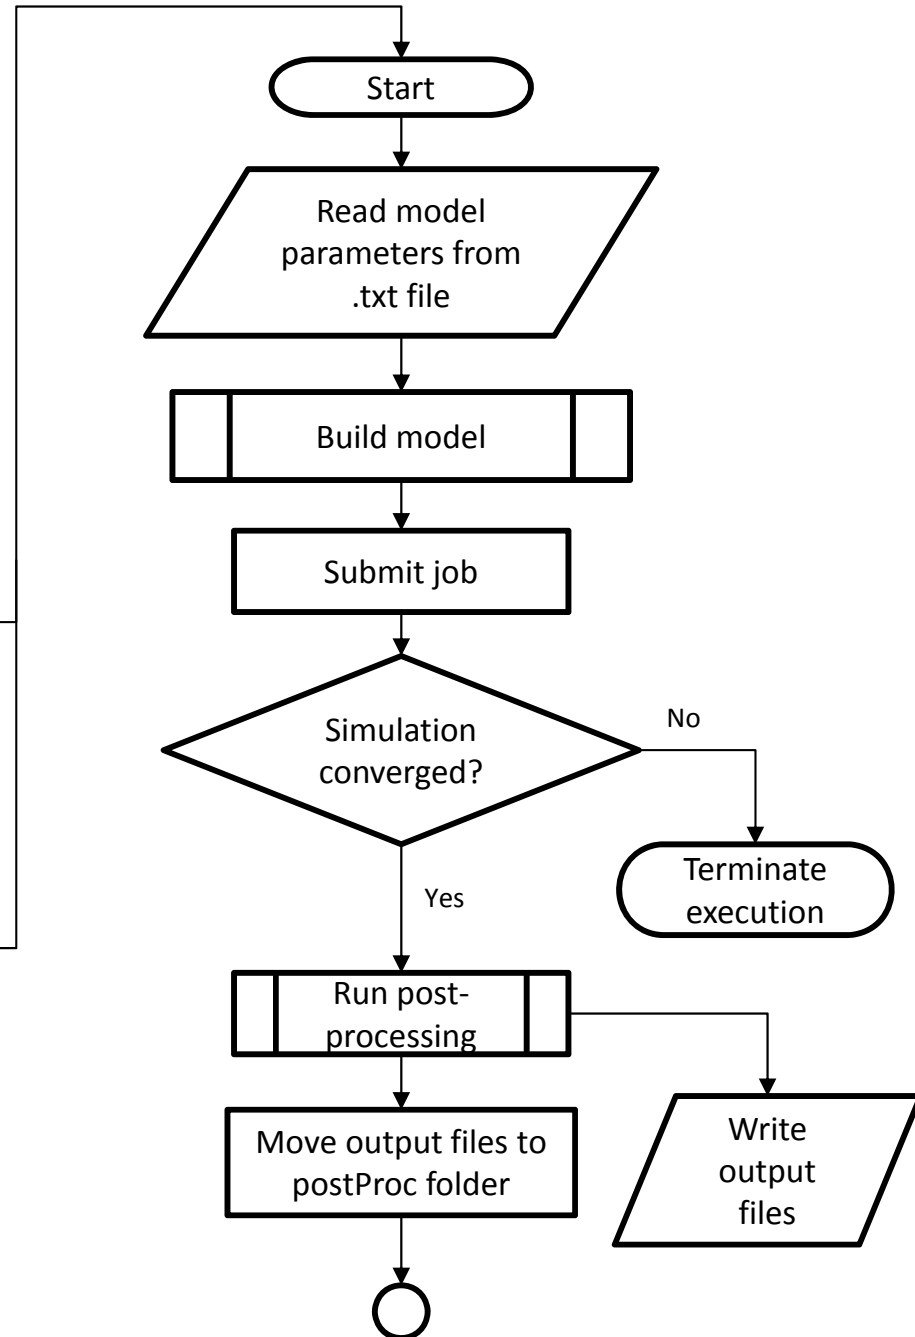 Start
Read model
parameters from
.txt file
Build model
Submit job
Simulation
converged?
No
Terminate
execution
Yes
Run post-
processing
Move output files to
postProc folder
Write
output
files